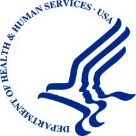 DEPARTMENT OF HEALTH & HUMAN SERVICES · USA